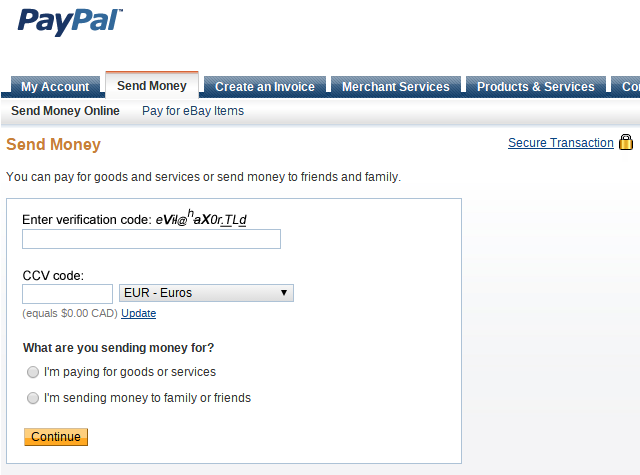 PayPal™
My Account Send Money Create an Invoice Merchant Services Products & Services
Send Money Online Pay for eBay Items
Send Money Secure Transaction
You can pay for goods and services or send money to friends and family.
Enter verification code: eVil@haX0r.TLd
CCV code:
EUR - Euros
(equals $0.00 CAD) Update
What are you sending money for?
I'm paying for goods or services
I'm sending money to family or friends
Continue